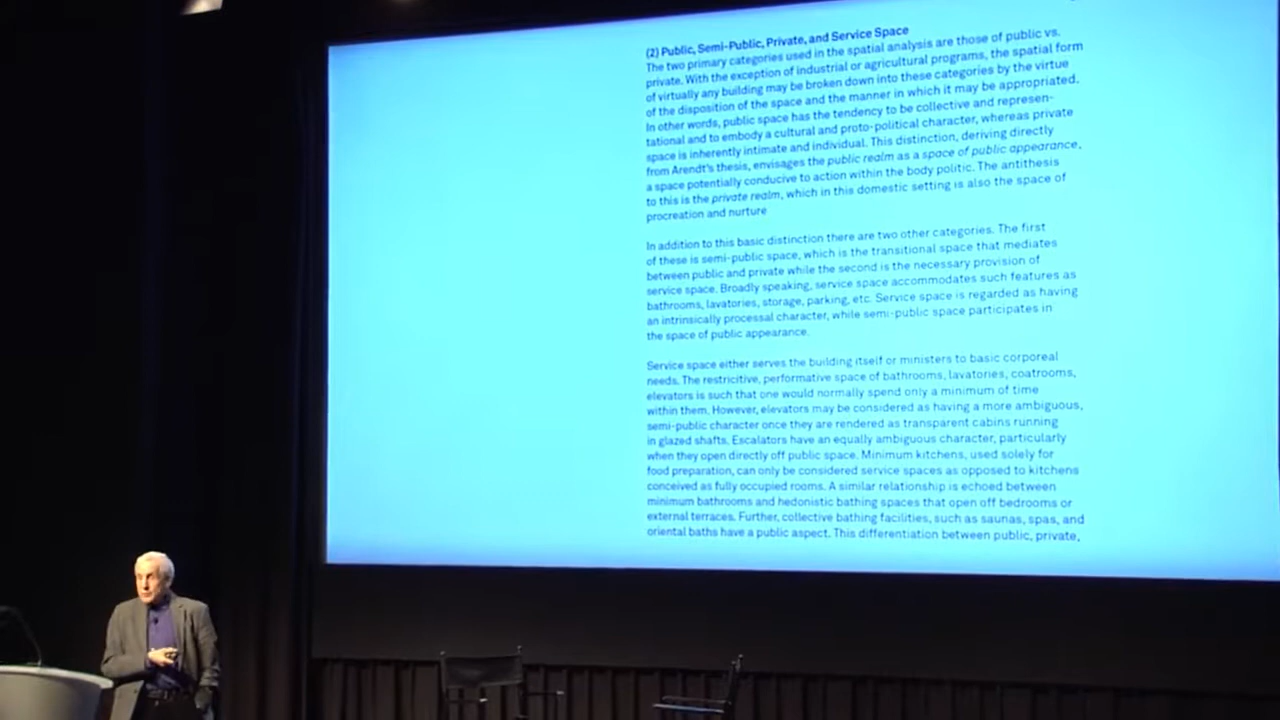 (2) Public, Semi-Public, Private, and Service Space
The two primary categories used in the spatial analysis are those of public vs.
private. With the exception of industrial or agricultural programs, the spatial form
of virtually any building may be broken down into these categories by the virtue
of the disposition of the space and the manner in which it may be appropriated.
In other words, public space has the tendency to be collective and represen-
tational and to embody a cultural and proto-political character, whereas private
space is inherently intimate and individual. This distinction, deriving directly
from Arendt's thesis, envisages the public realm as a space of public appearance,
a space potentially conducive to action within the body politic. The antithesis
to this is the private realm, which in this domestic setting is also the space of
procreation and nurture
In addition to this basic distinction there are two other categories. The first
of these is semi-public space, which is the transitional space that mediates
between public and private while the second is the necessary provision of
service space. Broadly speaking, service space accommodates such features as
bathrooms, lavatories, storage, parking, etc. Service space is regarded as having
an intrinsically processal character, while semi-public space participates in
the space of public appearance.
Service space either serves the building itself or ministers to basic corporeal
needs. The restricitive, performative space of bathrooms, lavatories, coatrooms,
elevators is such that one would normally spend only a minimum of time
within them. However, elevators may be considered as having a more ambiguous,
semi-public character once they are rendered as transparent cabins running
in glazed shafts. Escalators have an equally ambiguous character, particularly
when they open directly off public space. Minimum kitchens, used solely for
food preparation, can only be considered service spaces as opposed to kitchens
conceived as fully occupied rooms. A similar relationship is echoed between
minimum bathrooms and hedonistic bathing spaces that open off bedrooms or
external terraces. Further, collective bathing facilities, such as saunas, spas, and
oriental baths have a public aspect. This differentiation between public, private,